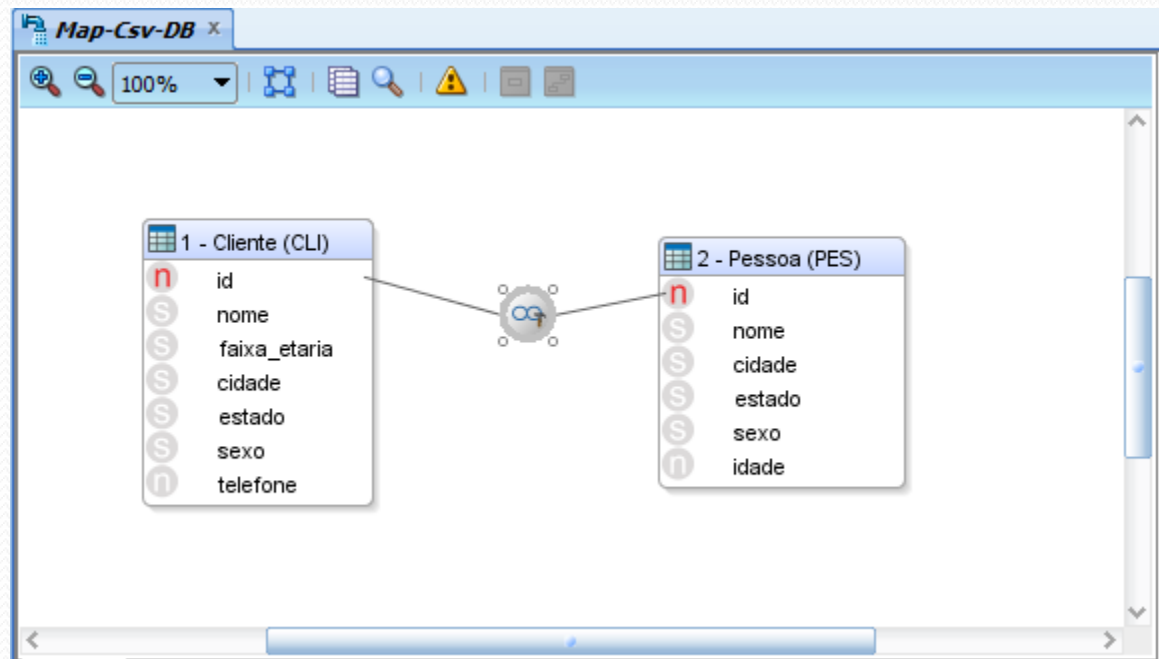 Map-Csv-DB x
100%
1 - Cliente (CLI)
n id
S nome
S faixa_etaria
S cidade
S estado
S sexo
n telefone
2 - Pessoa (PES)
n id
S nome
S cidade
S estado
S sexo
n idade